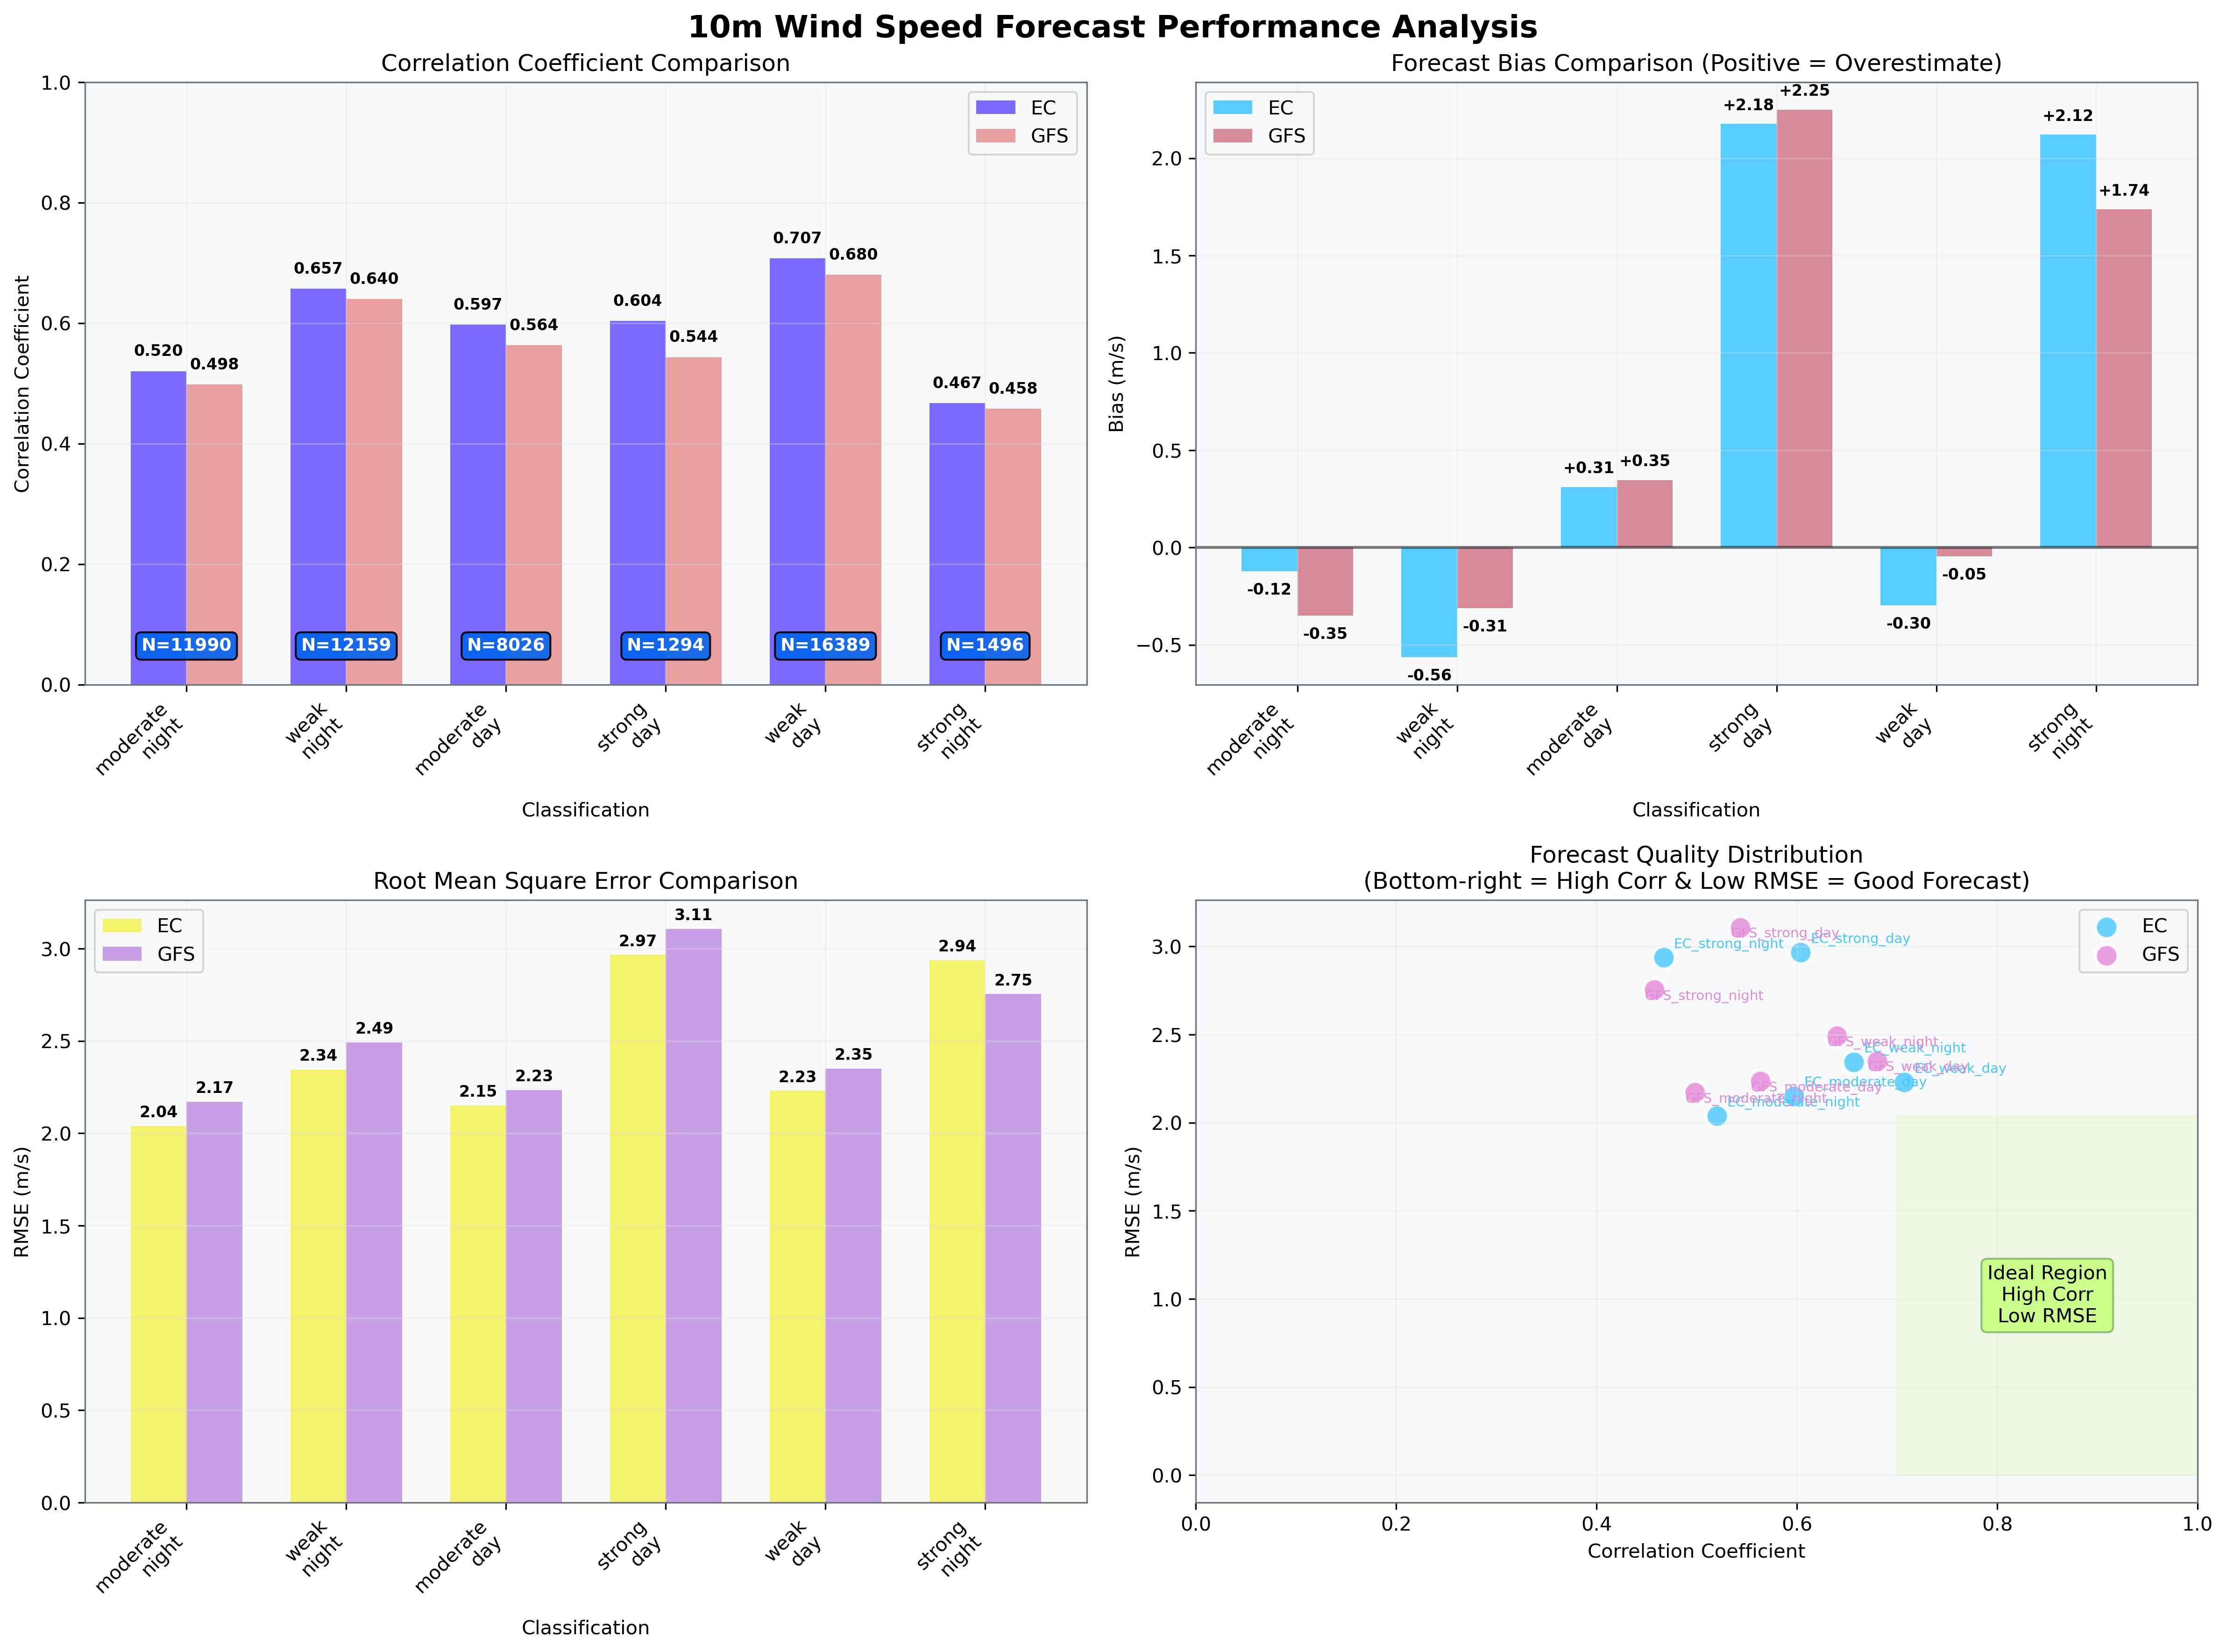 10m Wind Speed Forecast Performance Analysis
Correlation Coefficient Comparison
1.0
0.8
0.6
0.4
0.2
0.0
Correlation Coefficient
EC
GFS
0.520
0.498
0.657
0.640
0.597
0.564
0.604
0.544
0.707
0.680
0.467
0.458
N=11990
N=12159
N=8026
N=1294
N=16389
N=1496
moderate
night
weak
night
moderate
day
strong
day
weak
day
strong
night
Classification
Forecast Bias Comparison (Positive = Overestimate)
2.0
1.5
1.0
0.5
0.0
−0.5
Bias (m/s)
EC
GFS
-0.12
-0.35
-0.56
-0.31
+0.31
+0.35
+2.18
+2.25
-0.30
-0.05
+2.12
+1.74
moderate
night
weak
night
moderate
day
strong
day
weak
day
strong
night
Classification
Root Mean Square Error Comparison
3.0
2.5
2.0
1.5
1.0
0.5
0.0
RMSE (m/s)
EC
GFS
2.04
2.17
2.34
2.49
2.15
2.23
2.97
3.11
2.23
2.35
2.94
2.75
moderate
night
weak
night
moderate
day
strong
day
weak
day
strong
night
Classification
Forecast Quality Distribution
(Bottom-right = High Corr & Low RMSE = Good Forecast)
3.0
2.5
2.0
1.5
1.0
0.5
0.0
RMSE (m/s)
EC
GFS
GFS_strong_day
EC_strong_day
EC_strong_night
GFS_strong_night
GFS_weak_night
EC_weak_night
GFS_weak_day
EC_weak_day
EC_moderate_day
GFS_moderate_day
GFS_moderate_night
EC_moderate_night
Ideal Region
High Corr
Low RMSE
0.0
0.2
0.4
0.6
0.8
1.0
Correlation Coefficient